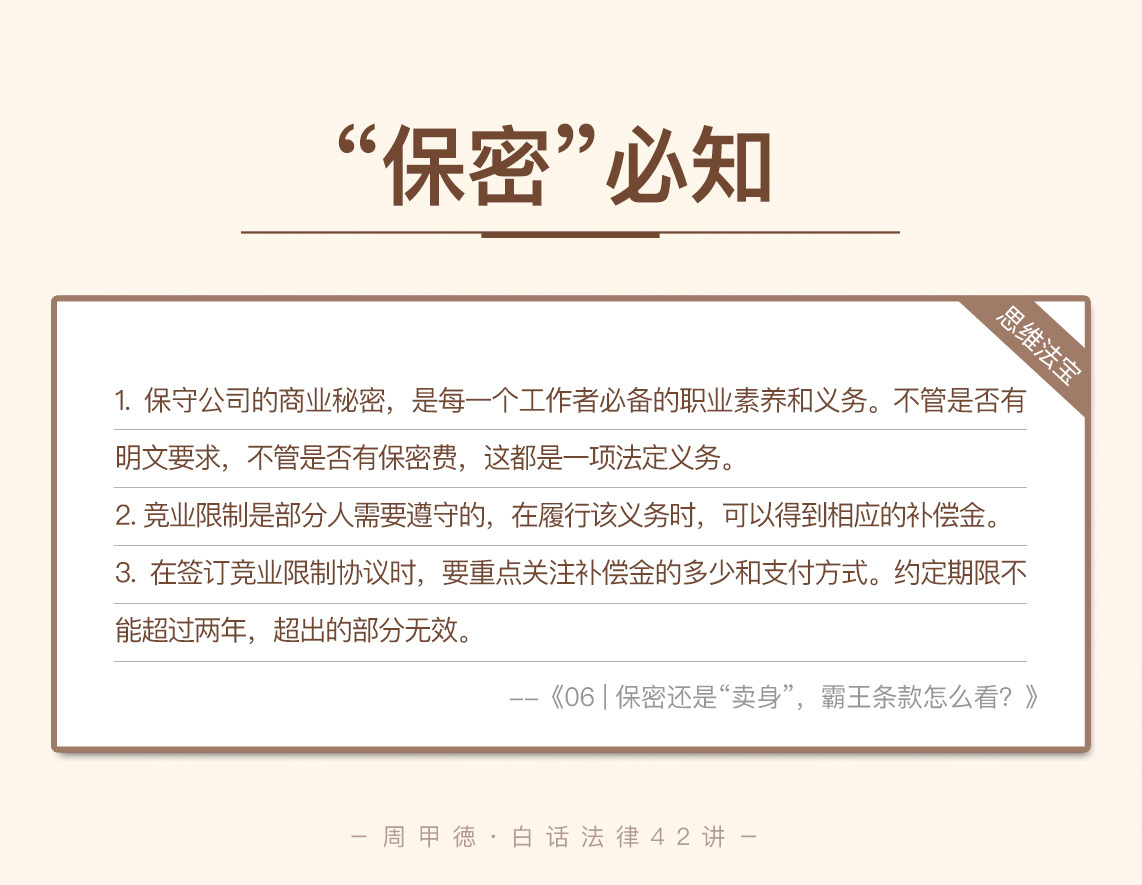 “保密”必知
思维法宝
1. 保守公司的商业秘密，是每一个工作者必备的职业素养和义务。不管是否有
明文要求，不管是否有保密费，这都是一项法定义务。
2. 竞业限制是部分人需要遵守的，在履行该义务时，可以得到相应的补偿金。
3. 在签订竞业限制协议时，要重点关注补偿金的多少和支付方式。约定期限不
能超过两年，超出的部分无效。
--《06 | 保密还是“卖身”，霸王条款怎么看？》
- 周甲徳·白话法律42讲 -